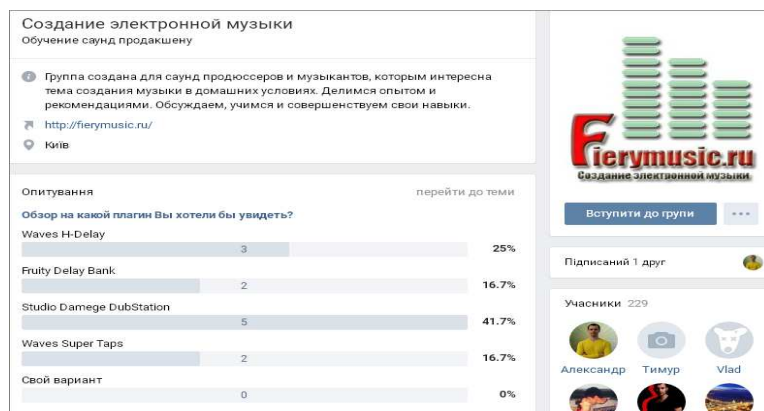 Создание электронной музыки
Обучение саунд продакшену
Группа создана для саунд продюссеров и музыкантов, которым интересна
тема создания музыки в домашних условиях. Делимся опытом и
рекомендациями. Обсуждаем, учимся и совершенствуем свои навыки.
http://fierymusic.ru/
Київ
Опитування
перейти до теми
Обзор на какой плагин Вы хотели бы увидеть?
Waves H-Delay
3 25%
Fruity Delay Bank
2 16.7%
Studio Damege DubStation
5 41.7%
Waves Super Taps
2 16.7%
Свой вариант
0 0%
Fierymusic.ru
Создание электронной музыки
Вступити до групи
Підписаний 1 друг
Учасники 229
Александр Тимур Vlad